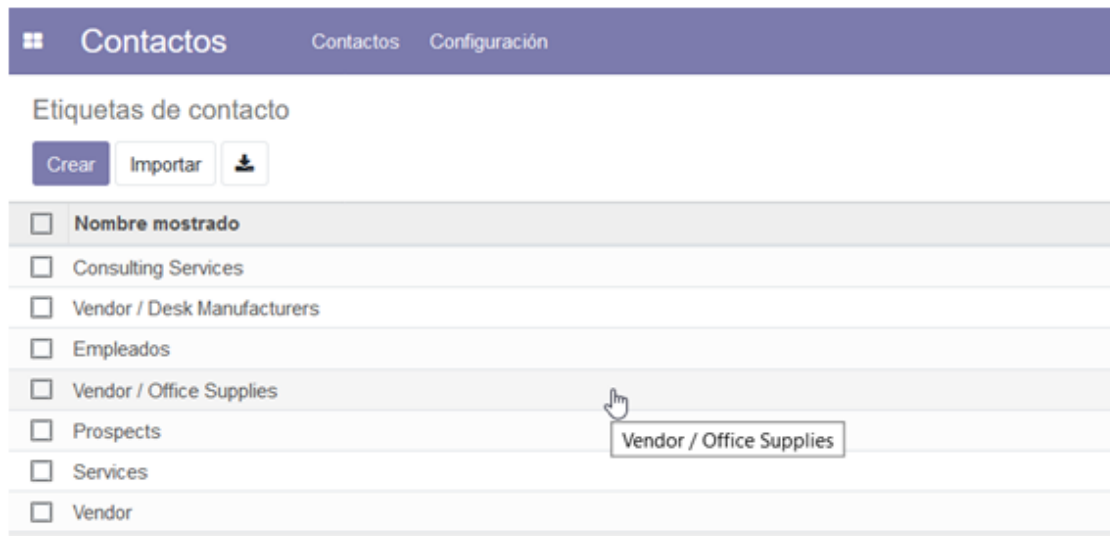 Contactos Contactos Configuración
Etiquetas de contacto
Crear Importar
Nombre mostrado
Consulting Services
Vendor / Desk Manufacturers
Empleados
Vendor / Office Supplies
Prospects
Vendor / Office Supplies
Services
Vendor